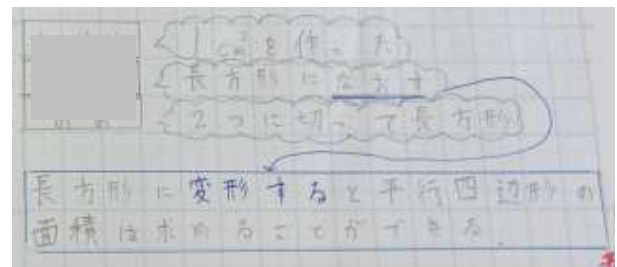 1cm²を作った
長方形になおす
2つに切って長方形
長方形に変形すると平行四辺形の
面積は求めることができる。